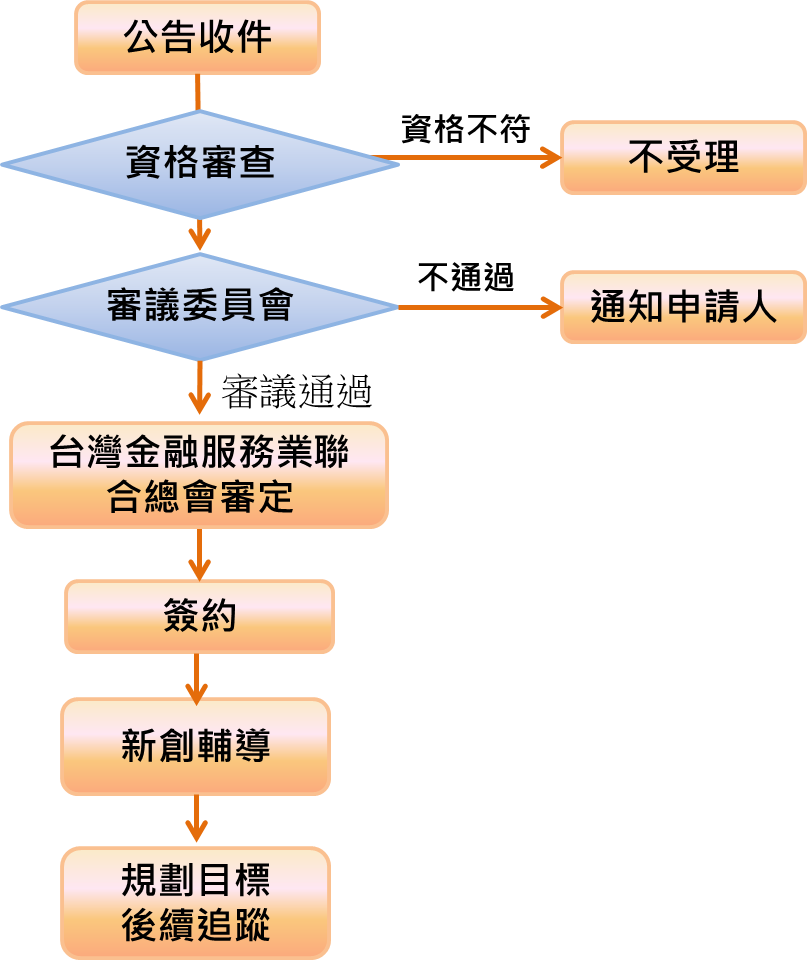 公告收件
資格審查
資格不符
不受理
審議委員會
不通過
通知申請人
審議通過
台灣金融服務業聯
合總會審定
簽約
新創輔導
規劃目標
後續追蹤